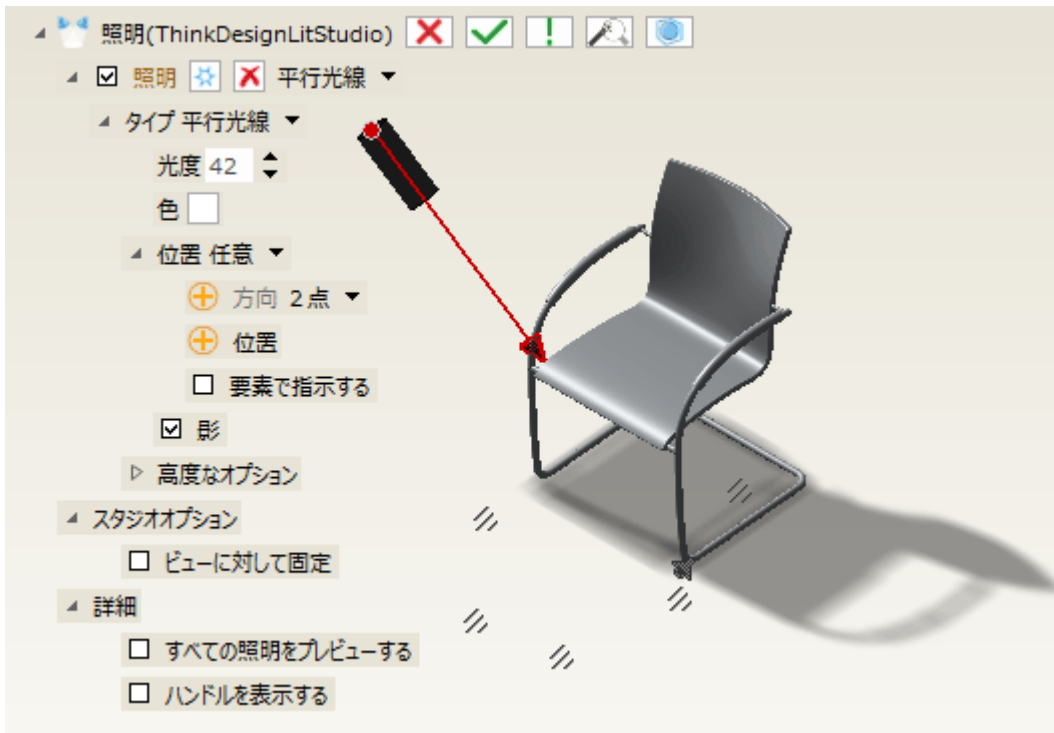 照明(ThinkDesignLitStudio)
照明 平行光線
タイプ 平行光線
光度 42
色
位置 任意
方向 2点
位置
要素で指示する
影
高度なオプション
スタジオオプション
ビューに対して固定
詳細
すべての照明をプレビューする
ハンドルを表示する